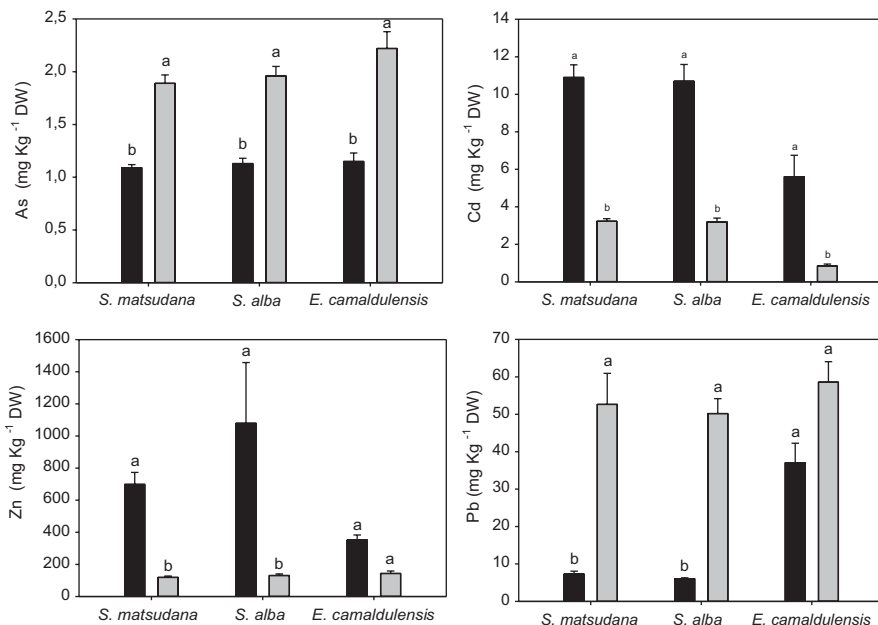 2,5
2,0
1,5
1,0
0,5
0,0
As (mg Kg⁻¹ DW)
b a b a b a
S. matsudana S. alba E. camaldulensis
14
12
10
8
6
4
2
0
Cd (mg Kg⁻¹ DW)
a b a b a b
S. matsudana S. alba E. camaldulensis
1600
1400
1200
1000
800
600
400
200
0
Zn (mg Kg⁻¹ DW)
a b a b a a
S. matsudana S. alba E. camaldulensis
70
60
50
40
30
20
10
0
Pb (mg Kg⁻¹ DW)
b a b a a a
S. matsudana S. alba E. camaldulensis